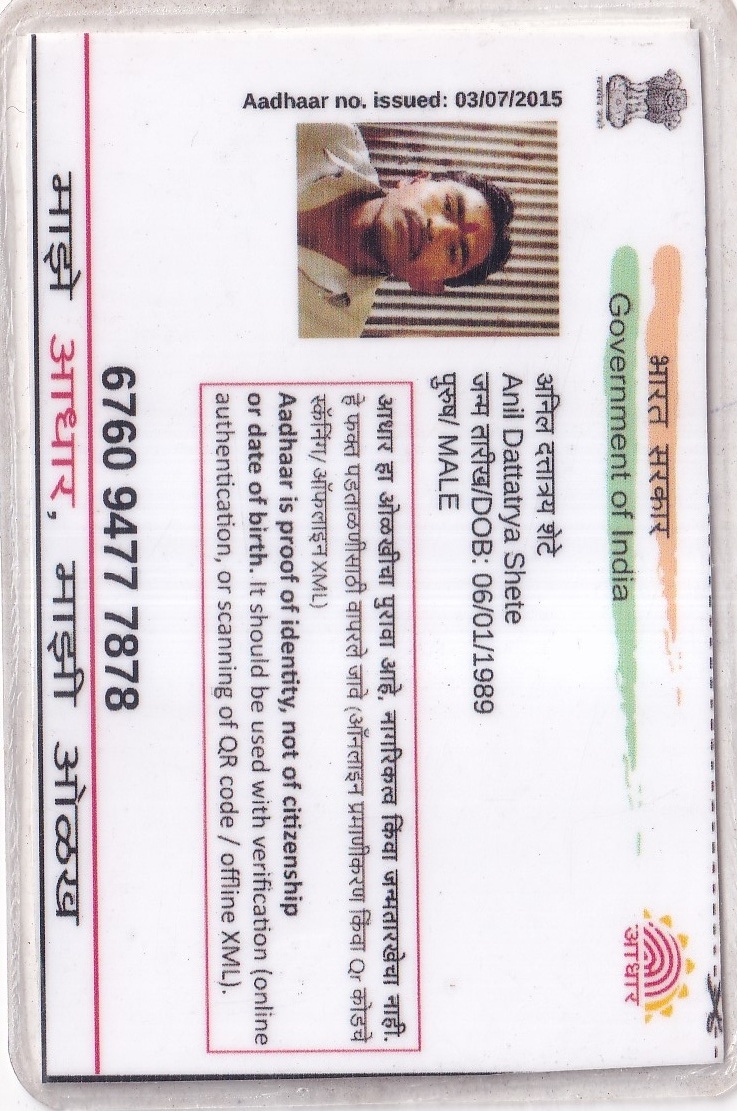 भारत सरकार
Government of India
Aadhaar no. issued: 03/07/2015
अनिल दत्तात्रय शेटे
Anil Dattatrya Shete
जन्म तारीख/DOB: 06/01/1989
पुरुष/ MALE
आधार हा ओळखीचा पुरावा आहे, नागरिकत्व किंवा जन्मतारखेचा नाही.
हे फक्त पडताळणीसाठी वापरले जावे (ऑनलाइन प्रमाणीकरण किंवा Qr कोडचे
स्कॅनिंग/ ऑफलाइन XML)
Aadhaar is proof of identity, not of citizenship
or date of birth. It should be used with verification (online
authentication, or scanning of QR code / offline XML).
आधार
6760 9477 7878
माझे आधार, माझी ओळख